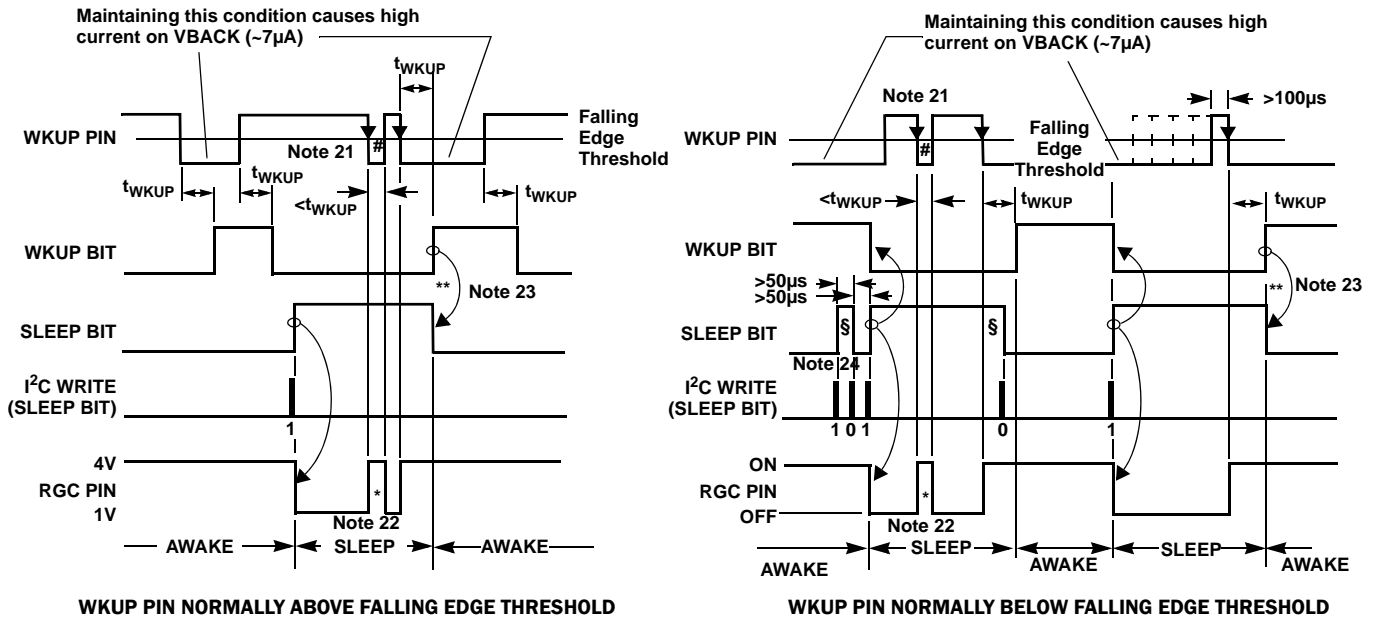 Maintaining this condition causes high
current on VBACK (~7µA)
tWKUP
WKUP PIN
Note 21
#
Falling
Edge
Threshold
tWKUP
tWKUP
<tWKUP
tWKUP
WKUP BIT
**
Note 23
SLEEP BIT
I2C WRITE
(SLEEP BIT)
1
4V
RGC PIN
1V
*
Note 22
AWAKE
SLEEP
AWAKE
WKUP PIN NORMALLY ABOVE FALLING EDGE THRESHOLD
Maintaining this condition causes high
current on VBACK (~7µA)
Note 21
>100µs
WKUP PIN
#
Falling
Edge
Threshold
<tWKUP
tWKUP
tWKUP
WKUP BIT
>50µs
>50µs
**
Note 23
SLEEP BIT
§
§
Note 24
I2C WRITE
(SLEEP BIT)
1 0 1
0
1
ON
RGC PIN
OFF
*
Note 22
AWAKE
SLEEP
AWAKE
SLEEP
AWAKE
WKUP PIN NORMALLY BELOW FALLING EDGE THRESHOLD